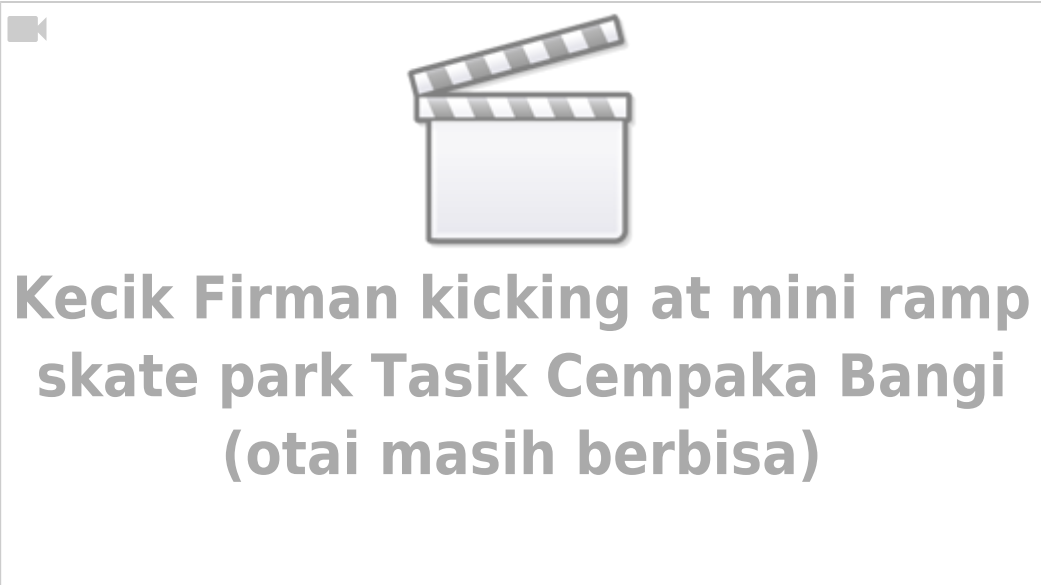 Kecik Firman kicking at mini ramp
skate park Tasik Cempaka Bangi
(otai masih berbisa)